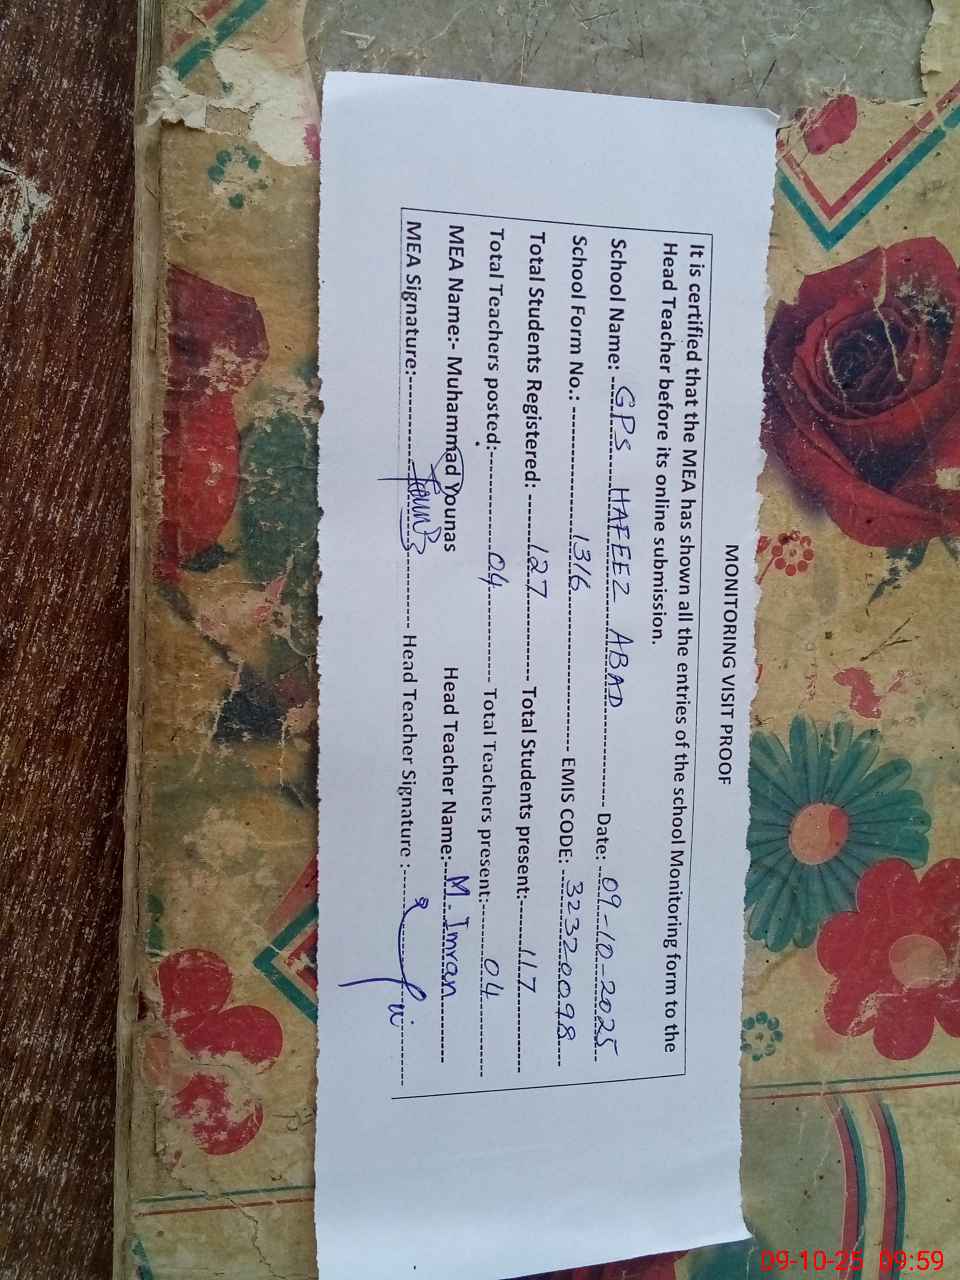 MONITORING VISIT PROOF
It is certified that the MEA has shown all the entries of the school Monitoring form to the
Head Teacher before its online submission.
School Name: GPS HAFEEZ ABAD Date: 09-10-2025
School Form No.: 1316 EMIS CODE: 32320098
Total Students Registered: 127 Total Students present: 117
Total Teachers posted: 04 Total Teachers present: 04
MEA Name:- Muhammad Younas Head Teacher Name:- M. Imran
MEA Signature: Head Teacher Signature :
09-10-25 09:59